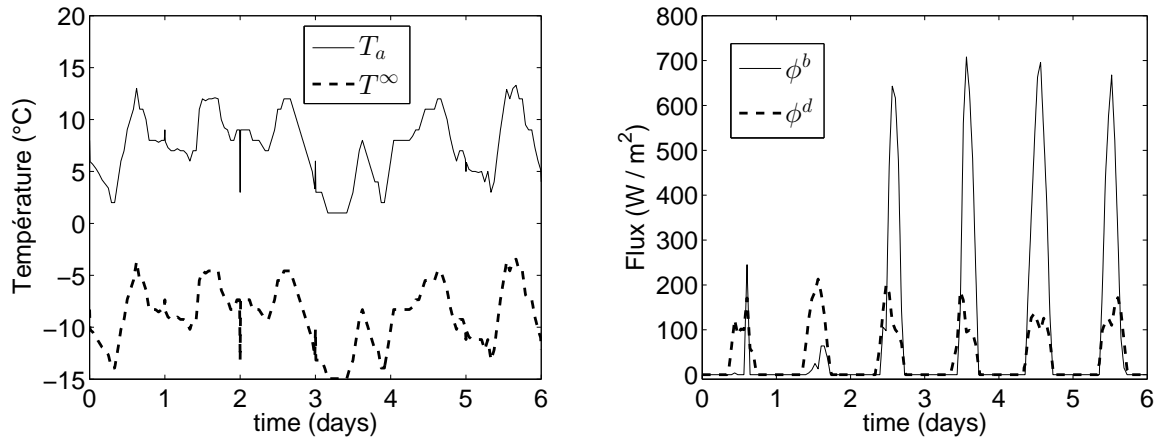 20
15
10
5
0
−5
−10
−15
Température (°C)
0 1 2 3 4 5 6
time (days)
T_a
T^∞
800
700
600
500
400
300
200
100
0
Flux (W / m²)
0 1 2 3 4 5 6
time (days)
ϕ^b
ϕ^d